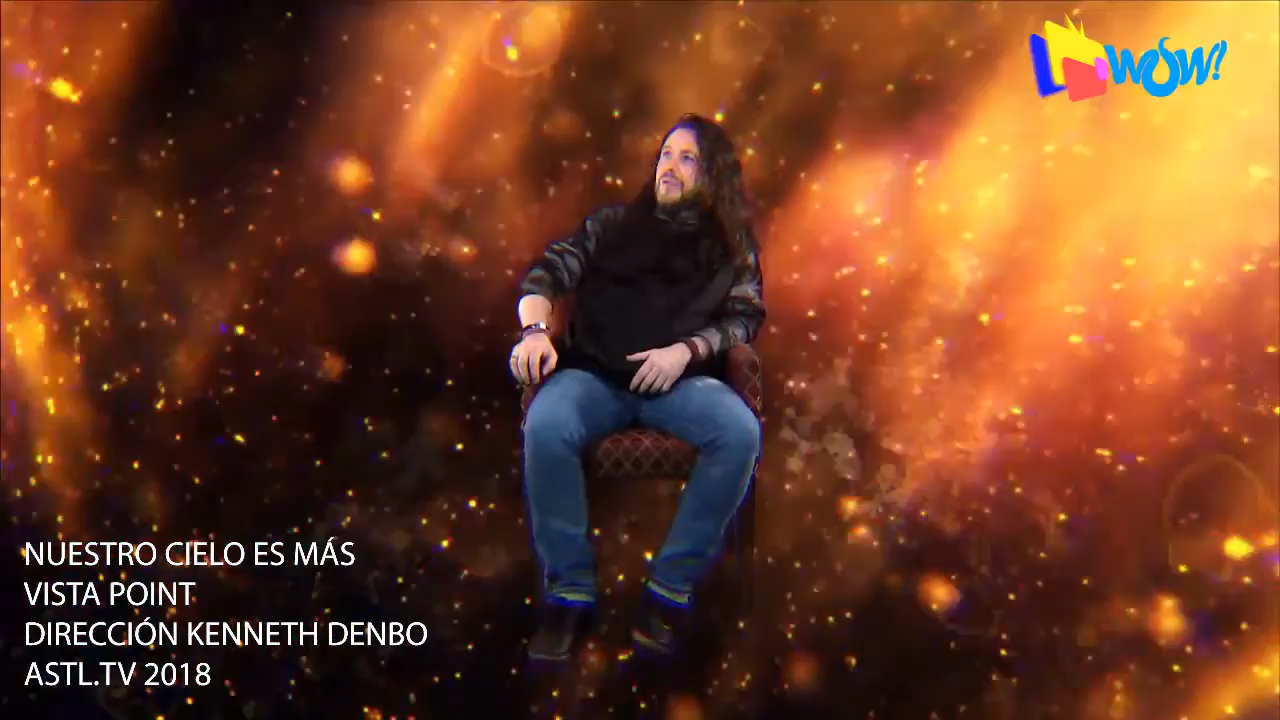 WOW!
NUESTRO CIELO ES MÁS
VISTA POINT
DIRECCIÓN KENNETH DENBO
ASTL.TV 2018